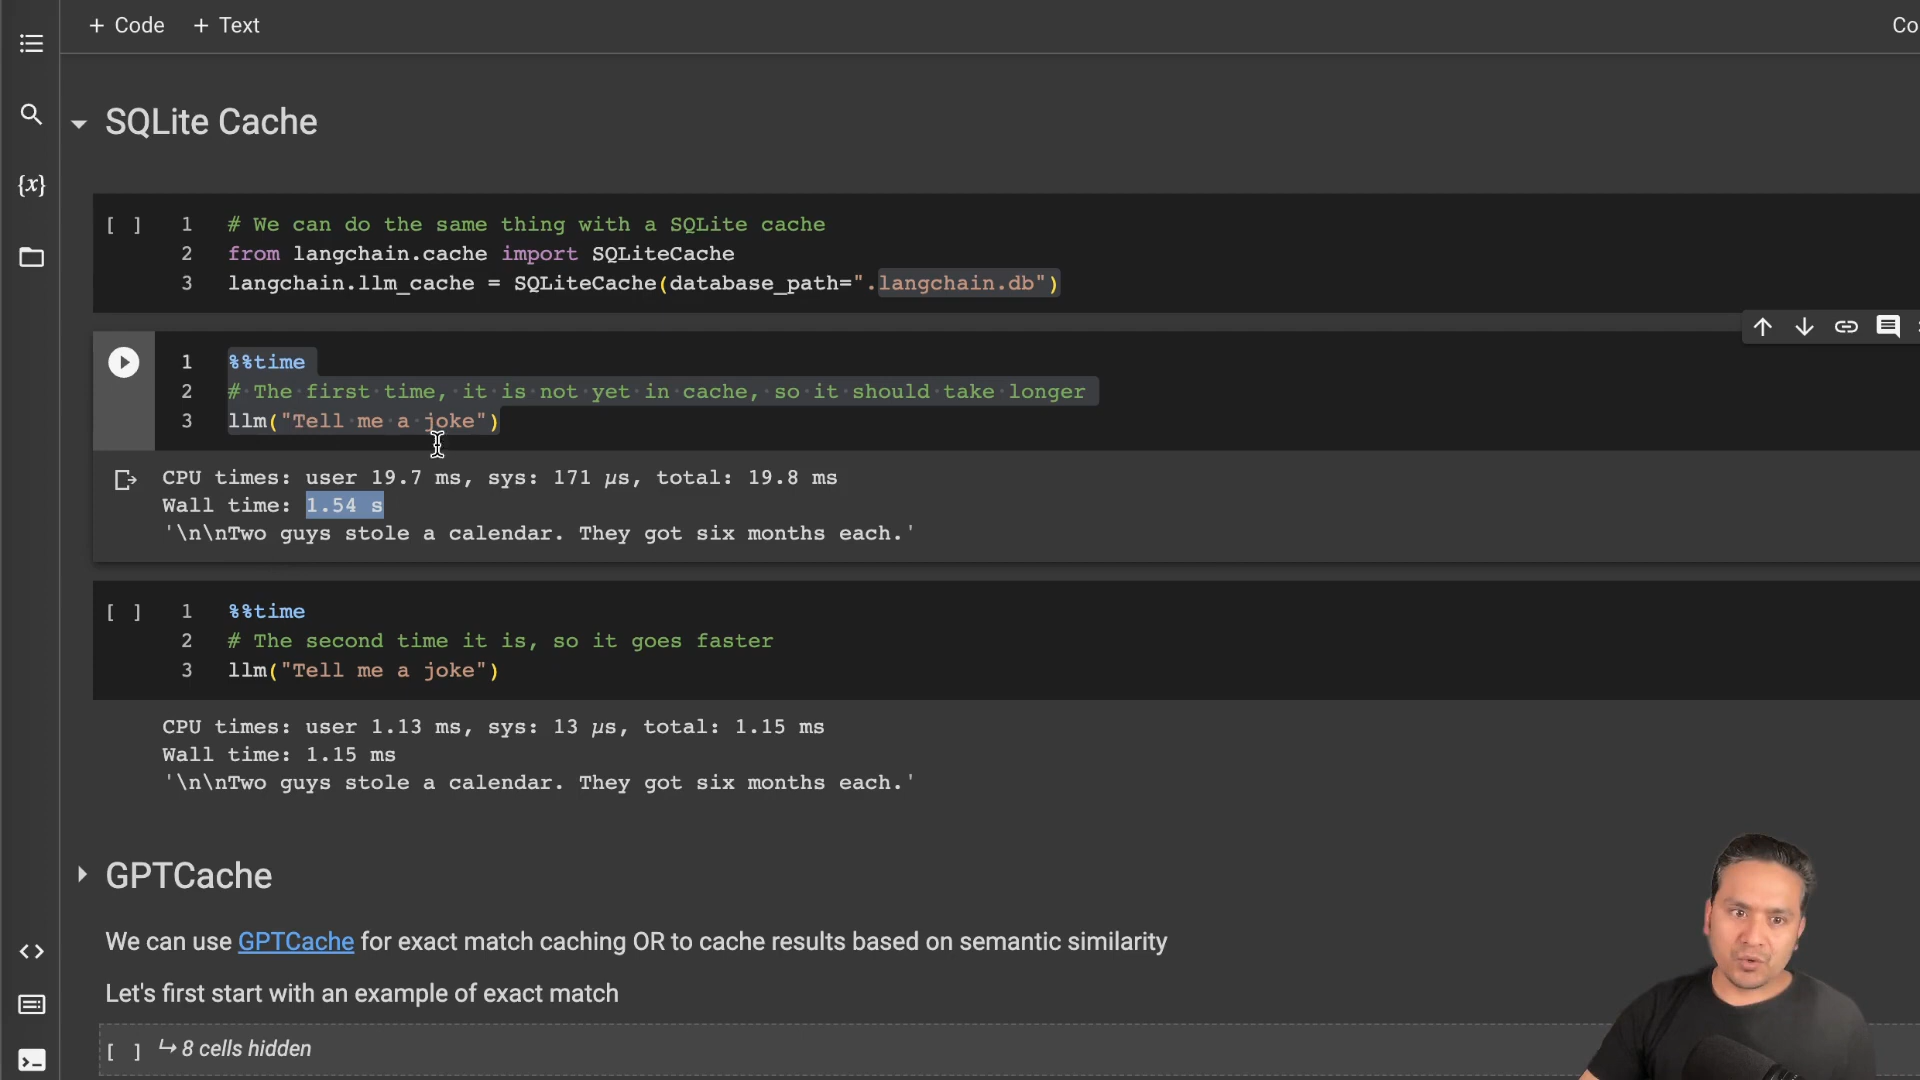 + Code + Text
Co
SQLite Cache
{x}
[ ] 1 # We can do the same thing with a SQLite cache
2 from langchain.cache import SQLiteCache
3 langchain.llm_cache = SQLiteCache(database_path=".langchain.db")
1 %%time
2 # The first time, it is not yet in cache, so it should take longer
3 llm("Tell me a joke")
CPU times: user 19.7 ms, sys: 171 µs, total: 19.8 ms
Wall time: 1.54 s
'\n\nTwo guys stole a calendar. They got six months each.'
[ ] 1 %%time
2 # The second time it is, so it goes faster
3 llm("Tell me a joke")
CPU times: user 1.13 ms, sys: 13 µs, total: 1.15 ms
Wall time: 1.15 ms
'\n\nTwo guys stole a calendar. They got six months each.'
GPTCache
We can use GPTCache for exact match caching OR to cache results based on semantic similarity
Let's first start with an example of exact match
[ ] ↳ 8 cells hidden